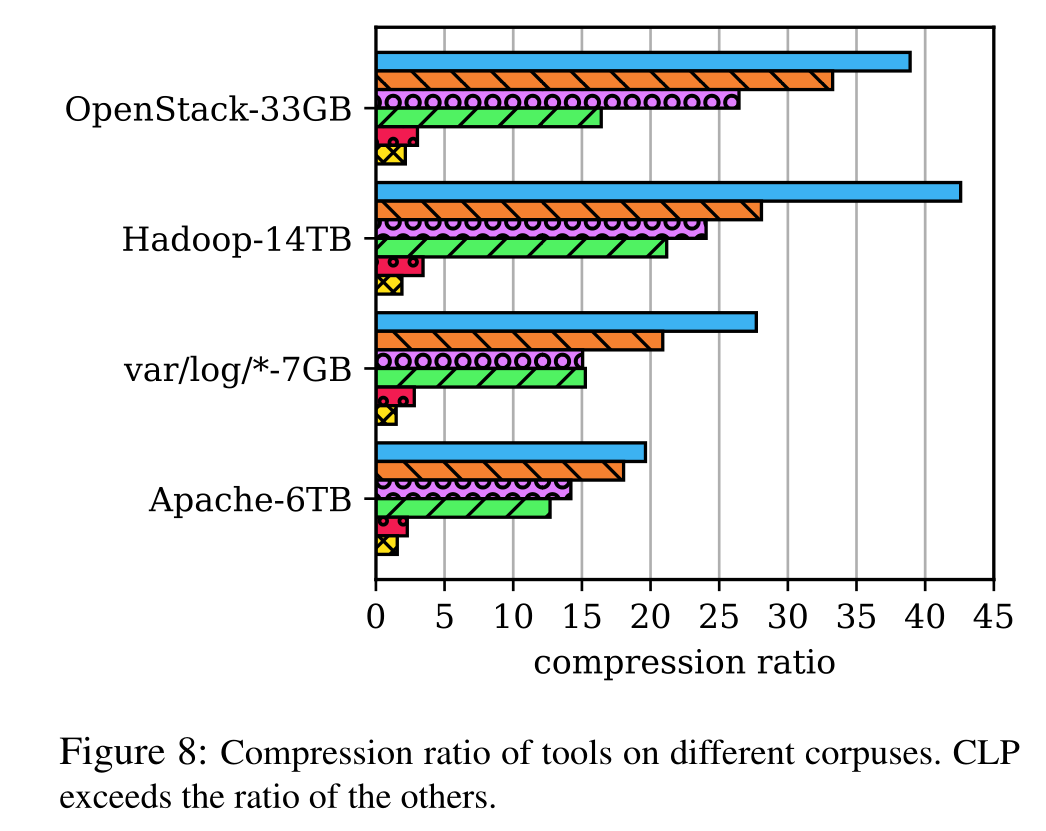 OpenStack-33GB
Hadoop-14TB
var/log/*-7GB
Apache-6TB
0 5 10 15 20 25 30 35 40 45
compression ratio
Figure 8: Compression ratio of tools on different corpuses. CLP
exceeds the ratio of the others.